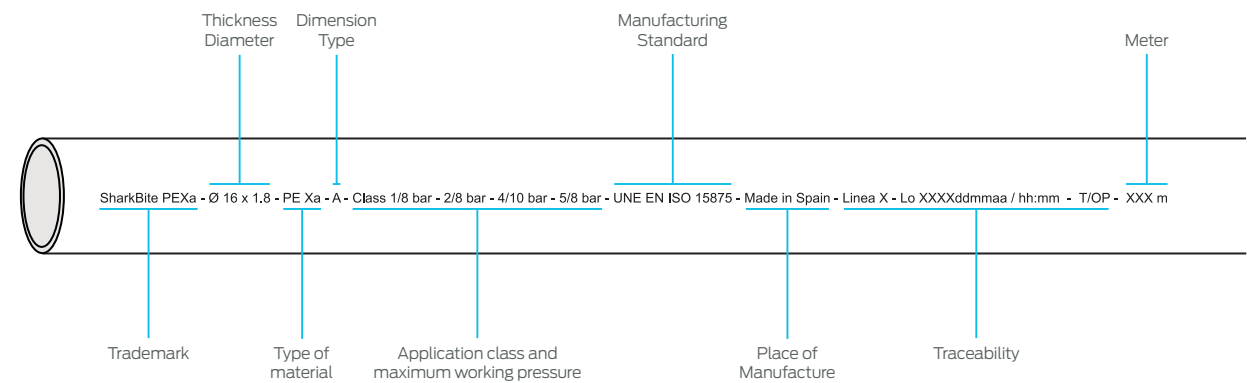 Thickness
Diameter
Dimension
Type
Manufacturing
Standard
Meter
SharkBite PEXa - Ø 16 x 1.8 - PE Xa - A - Class 1/8 bar - 2/8 bar - 4/10 bar - 5/8 bar - UNE EN ISO 15875 - Made in Spain - Linea X - Lo XXXXddmmaa / hh:mm - T/OP - XXX m
Trademark
Type of
material
Application class and
maximum working pressure
Place of
Manufacture
Traceability